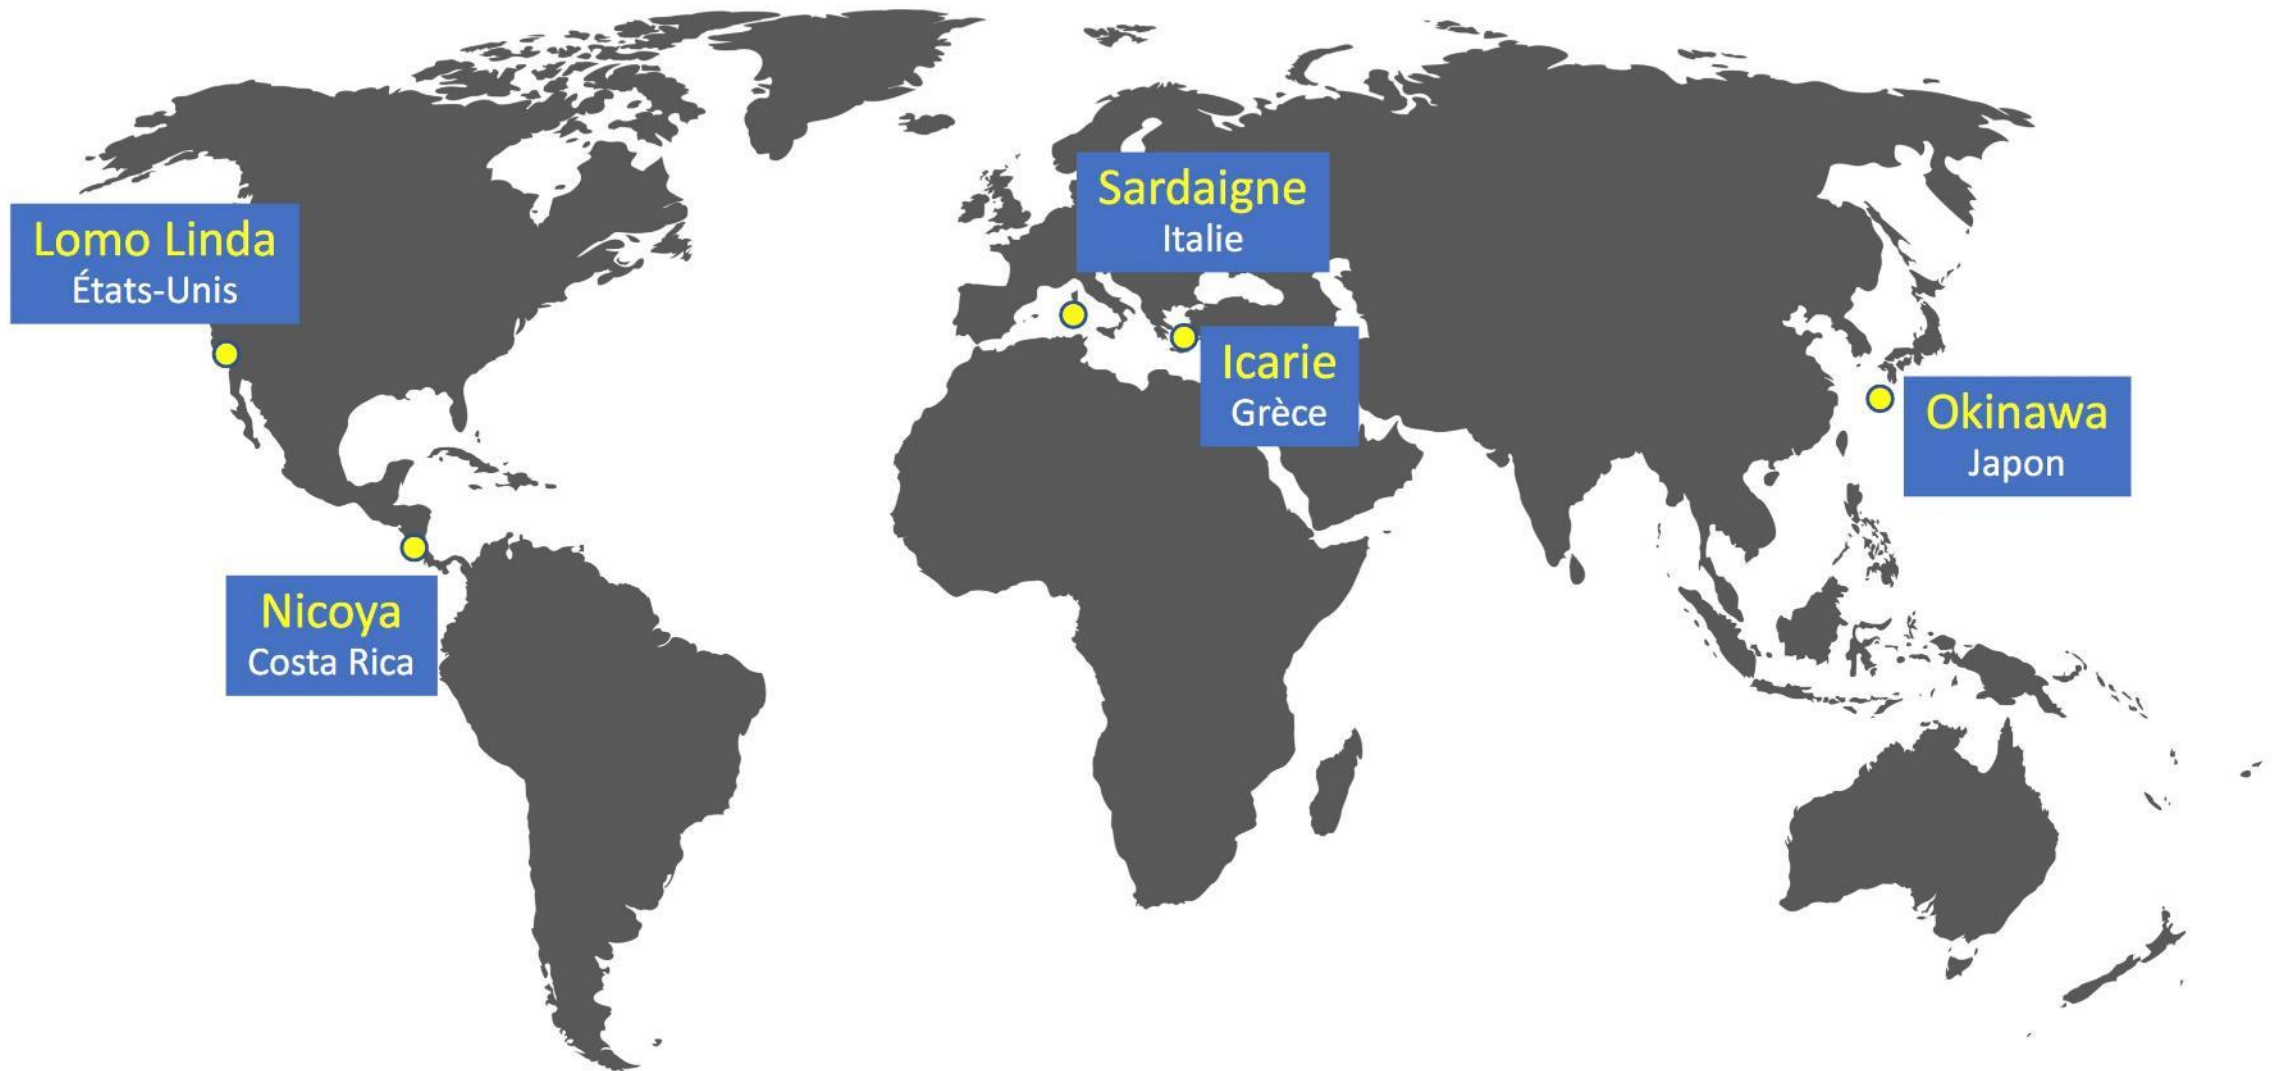 Lomo Linda
États-Unis
Sardaigne
Italie
Icarie
Grèce
Okinawa
Japon
Nicoya
Costa Rica